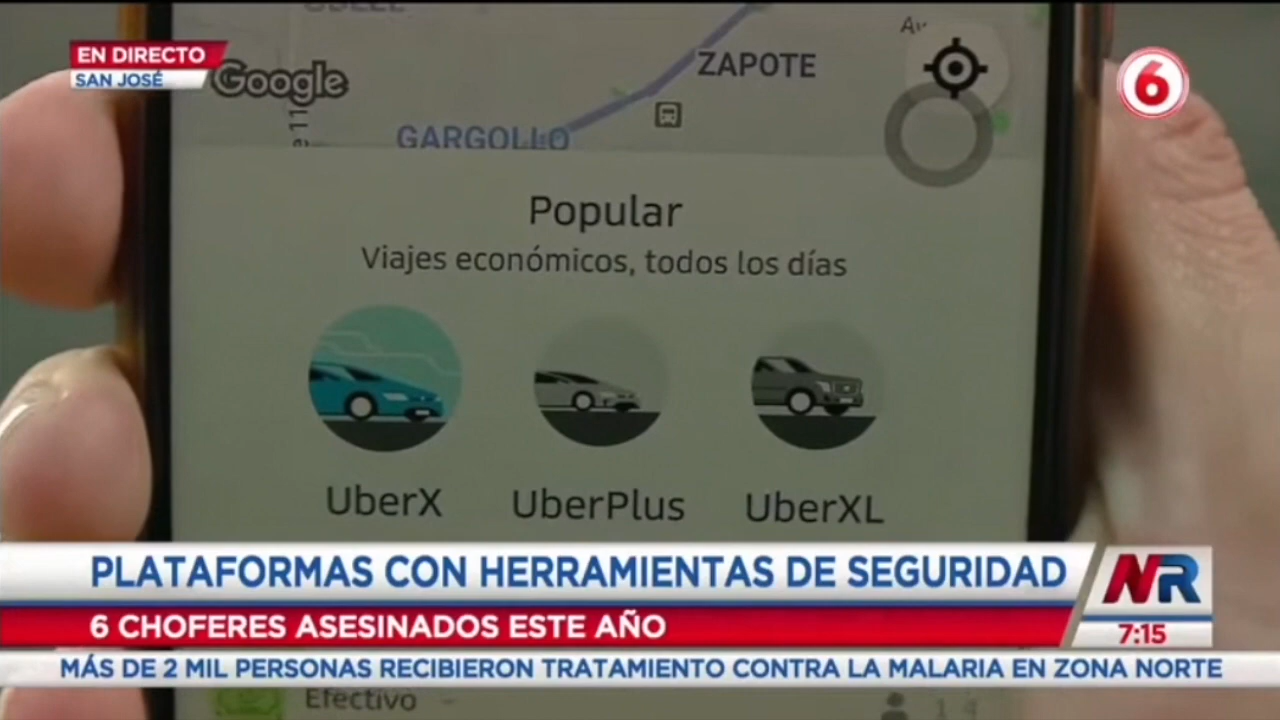 EN DIRECTO
SAN JOSÉ
Google
ZAPOTE
GARGOLLO
6
Popular
Viajes económicos, todos los días
UberX
UberPlus
UberXL
PLATAFORMAS CON HERRAMIENTAS DE SEGURIDAD
NR
6 CHOFERES ASESINADOS ESTE AÑO
7:15
MÁS DE 2 MIL PERSONAS RECIBIERON TRATAMIENTO CONTRA LA MALARIA EN ZONA NORTE
Efectivo